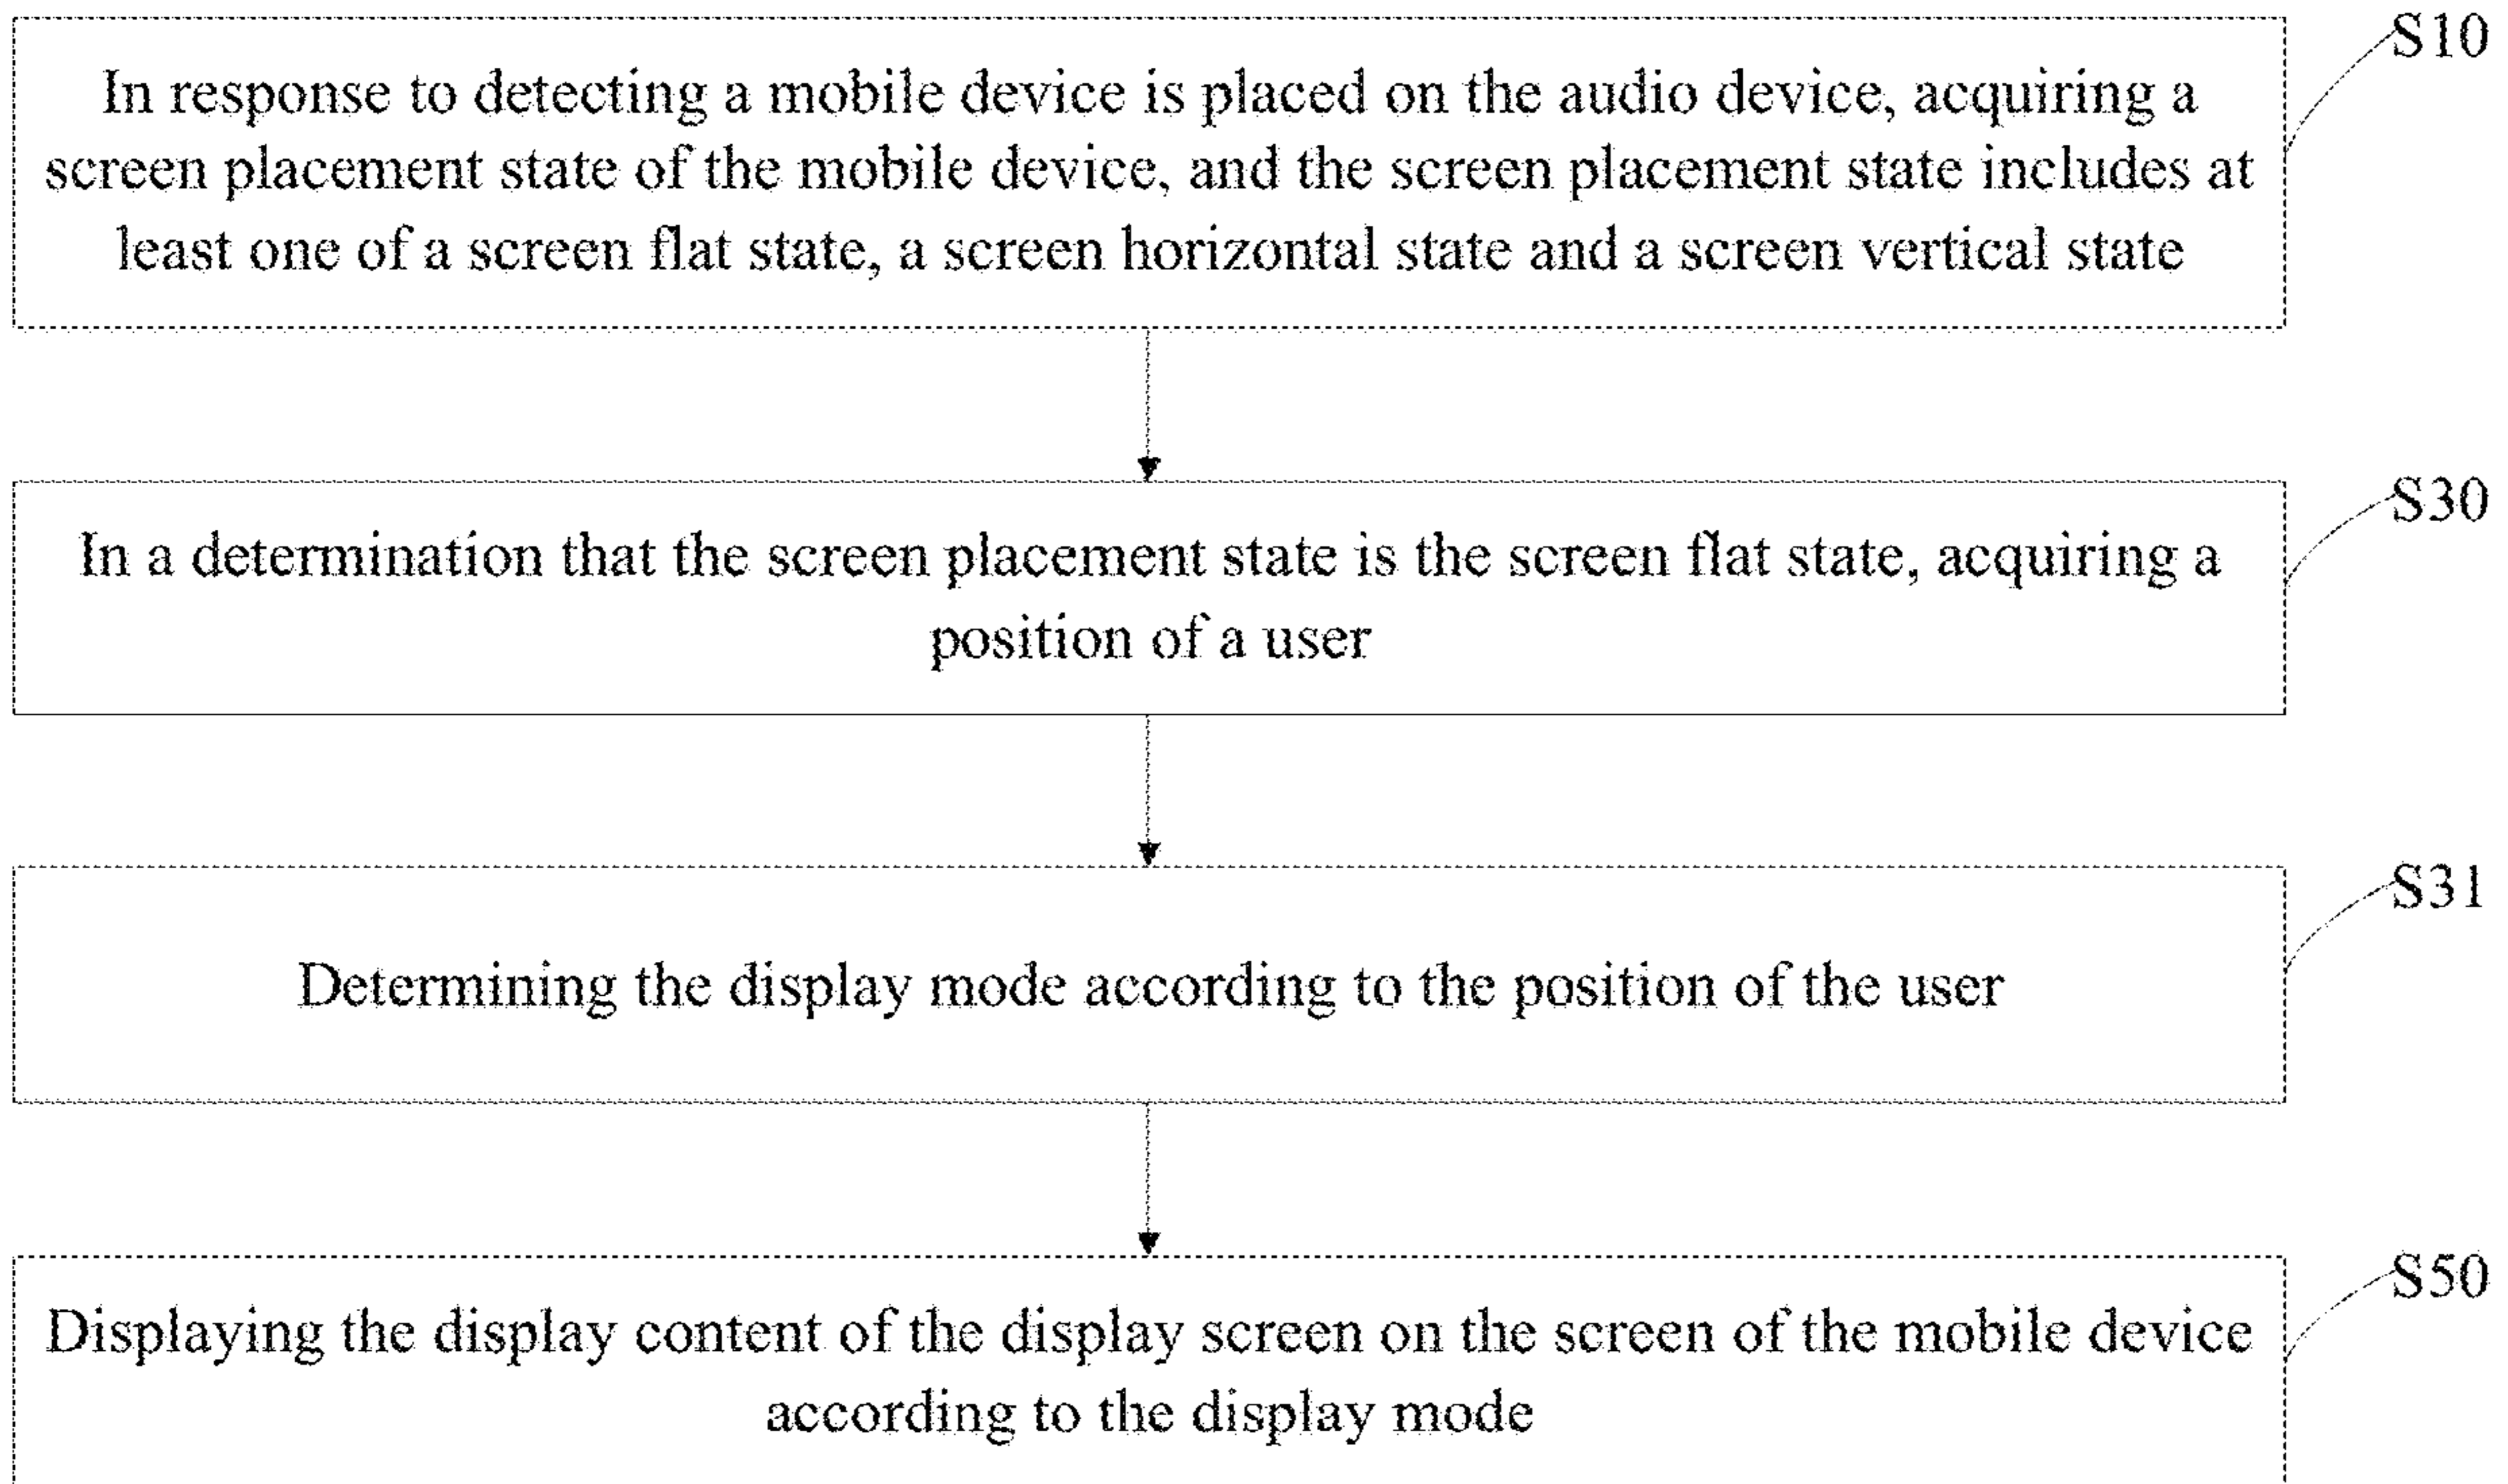 S10
In response to detecting a mobile device is placed on the audio device, acquiring a
screen placement state of the mobile device, and the screen placement state includes at
least one of a screen flat state, a screen horizontal state and a screen vertical state
S30
In a determination that the screen placement state is the screen flat state, acquiring a
position of a user
S31
Determining the display mode according to the position of the user
S50
Displaying the display content of the display screen on the screen of the mobile device
according to the display mode